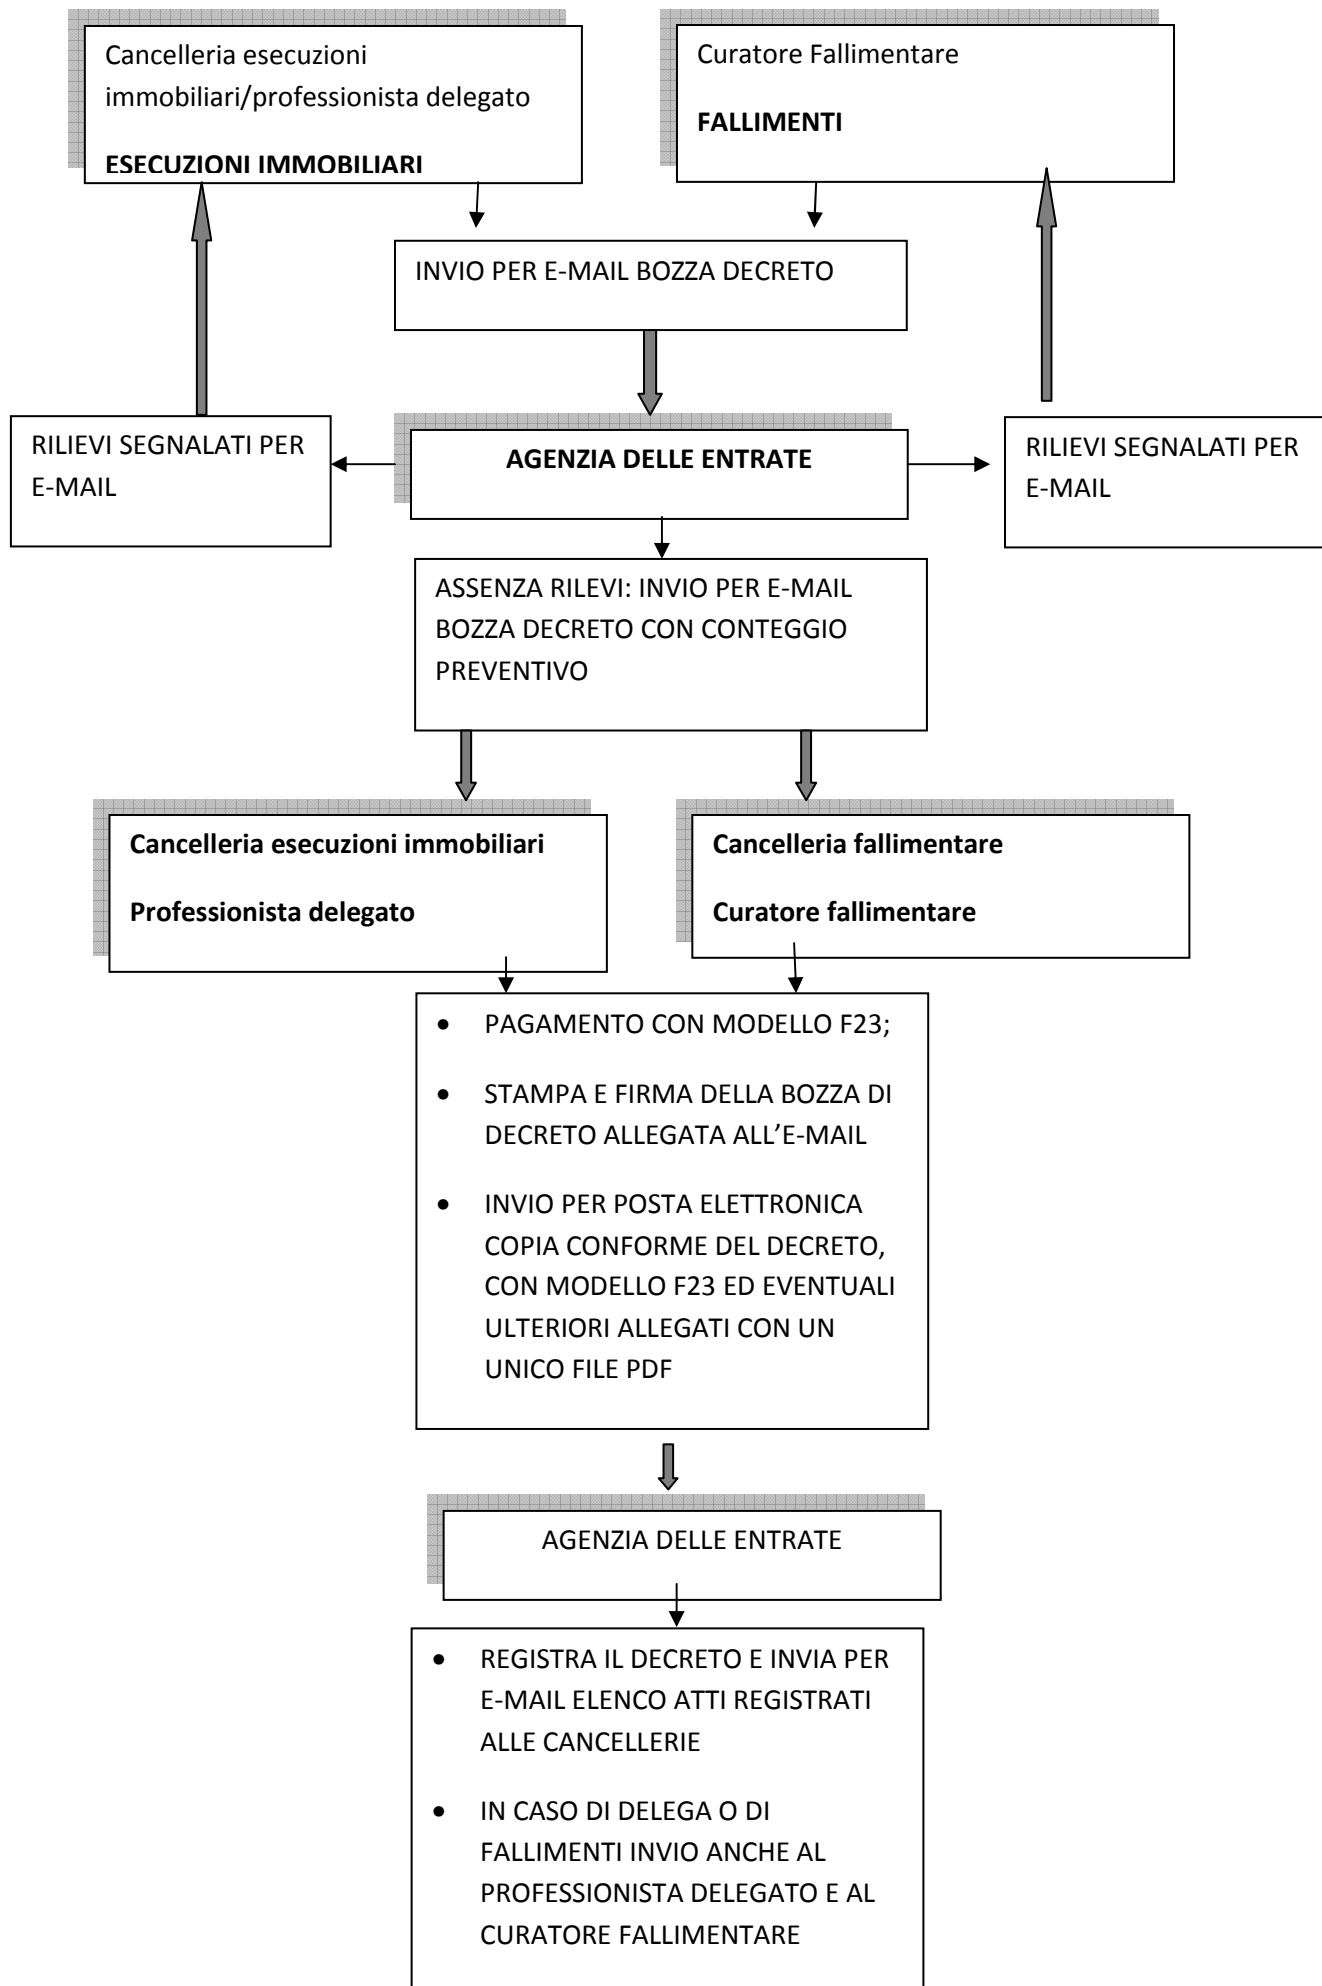 Cancelleria esecuzioni
immobiliari/professionista delegato
ESECUZIONI IMMOBILIARI
Curatore Fallimentare
FALLIMENTI
INVIO PER E-MAIL BOZZA DECRETO
RILIEVI SEGNALATI PER
E-MAIL
AGENZIA DELLE ENTRATE
RILIEVI SEGNALATI PER
E-MAIL
ASSENZA RILEVI: INVIO PER E-MAIL
BOZZA DECRETO CON CONTEGGIO
PREVENTIVO
Cancelleria esecuzioni immobiliari
Professionista delegato
Cancelleria fallimentare
Curatore fallimentare
• PAGAMENTO CON MODELLO F23;
• STAMPA E FIRMA DELLA BOZZA DI
DECRETO ALLEGATA ALL’E-MAIL
• INVIO PER POSTA ELETTRONICA
COPIA CONFORME DEL DECRETO,
CON MODELLO F23 ED EVENTUALI
ULTERIORI ALLEGATI CON UN
UNICO FILE PDF
AGENZIA DELLE ENTRATE
• REGISTRA IL DECRETO E INVIA PER
E-MAIL ELENCO ATTI REGISTRATI
ALLE CANCELLERIE
• IN CASO DI DELEGA O DI
FALLIMENTI INVIO ANCHE AL
PROFESSIONISTA DELEGATO E AL
CURATORE FALLIMENTARE